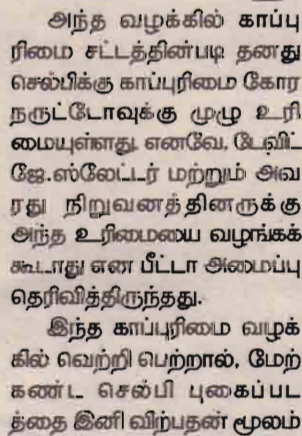 அந்த வழக்கில் காப்பு
ரிமை சட்டத்தின்படி தனது
செல்பிக்கு காப்புரிமை கோர
நருட்டோவுக்கு முழு உரி
மையுள்ளது. எனவே, டேவிட்
ஜே.ஸ்லேட்டர் மற்றும் அவ
ரது நிறுவனத்தினருக்கு
அந்த உரிமையை வழங்கக்
கூடாது என பீட்டா அமைப்பு
தெரிவித்திருந்தது.
இந்த காப்புரிமை வழக்
கில் வெற்றி பெற்றால், மேற்
கண்ட செல்பி புகைப்பட
த்தை இனி விற்பதன் மூலம்